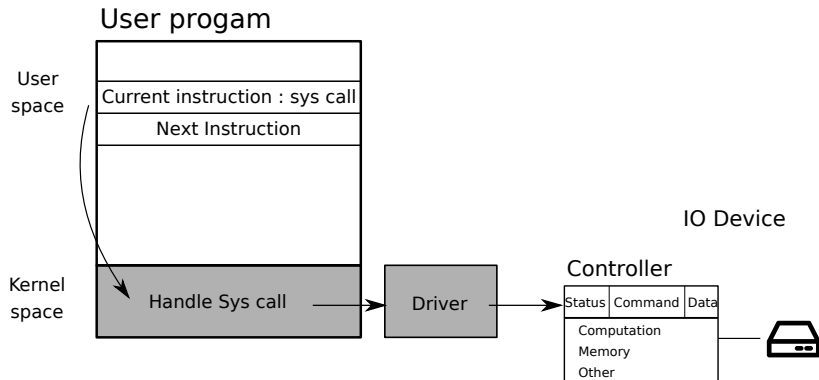 User progam
User
space
Current instruction : sys call
Next Instruction
IO Device
Controller
Kernel
space
Handle Sys call
Driver
Status Command Data
Computation
Memory
Other